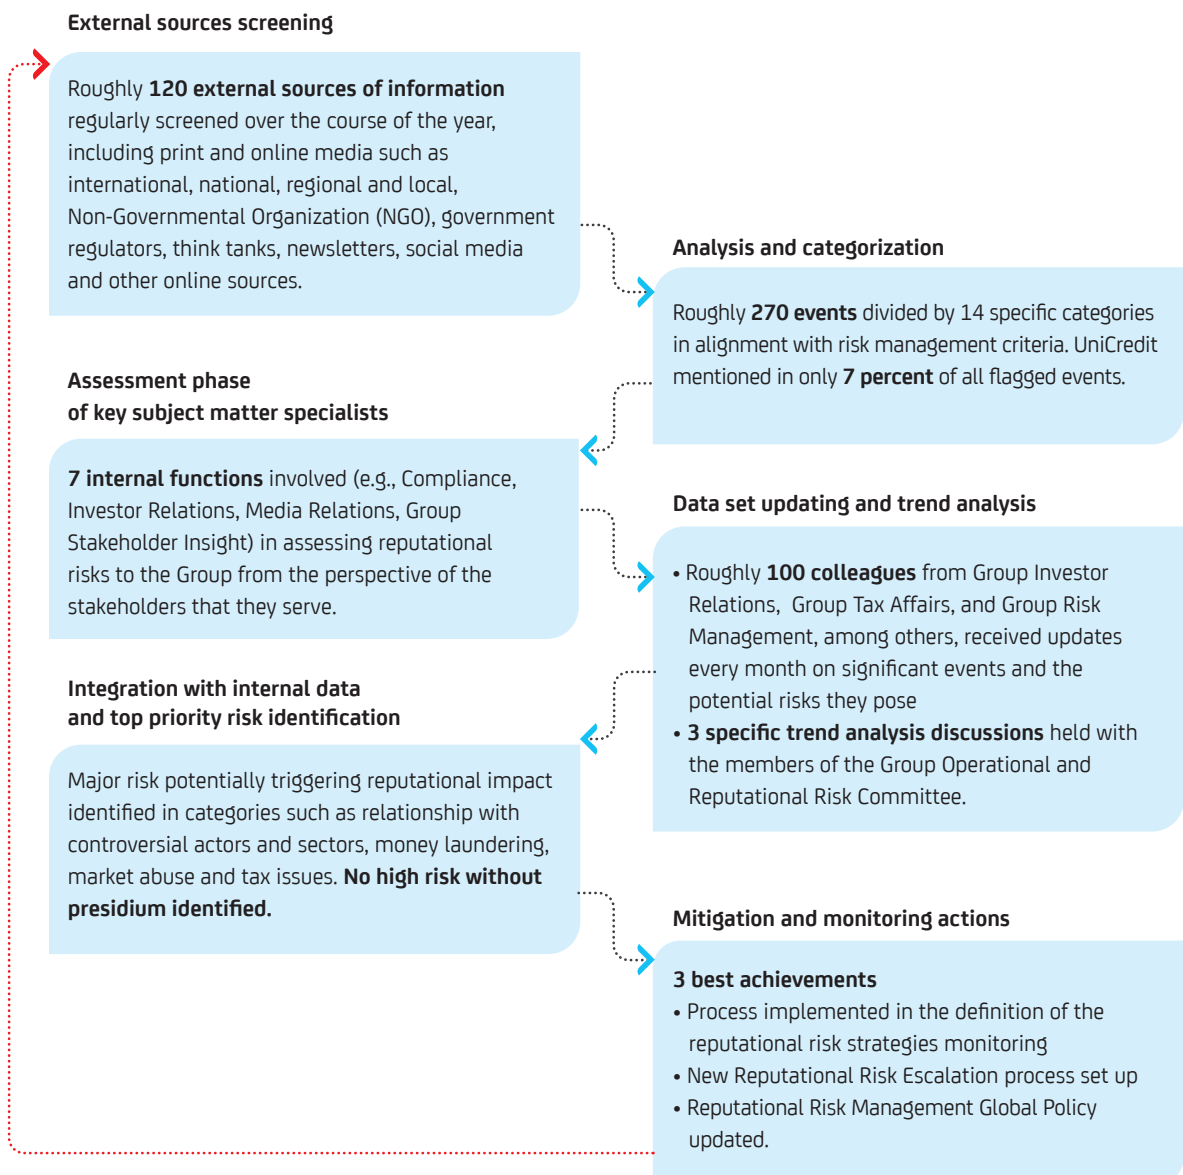 External sources screening
Roughly 120 external sources of information
regularly screened over the course of the year,
including print and online media such as
international, national, regional and local,
Non-Governmental Organization (NGO), government
regulators, think tanks, newsletters, social media
and other online sources.
Analysis and categorization
Roughly 270 events divided by 14 specific categories
in alignment with risk management criteria. UniCredit
mentioned in only 7 percent of all flagged events.
Assessment phase
of key subject matter specialists
7 internal functions involved (e.g., Compliance,
Investor Relations, Media Relations, Group
Stakeholder Insight) in assessing reputational
risks to the Group from the perspective of the
stakeholders that they serve.
Data set updating and trend analysis
• Roughly 100 colleagues from Group Investor
Relations, Group Tax Affairs, and Group Risk
Management, among others, received updates
every month on significant events and the
potential risks they pose
• 3 specific trend analysis discussions held with
the members of the Group Operational and
Reputational Risk Committee.
Integration with internal data
and top priority risk identification
Major risk potentially triggering reputational impact
identified in categories such as relationship with
controversial actors and sectors, money laundering,
market abuse and tax issues. No high risk without
presidium identified.
Mitigation and monitoring actions
3 best achievements
• Process implemented in the definition of the
reputational risk strategies monitoring
• New Reputational Risk Escalation process set up
• Reputational Risk Management Global Policy
updated.